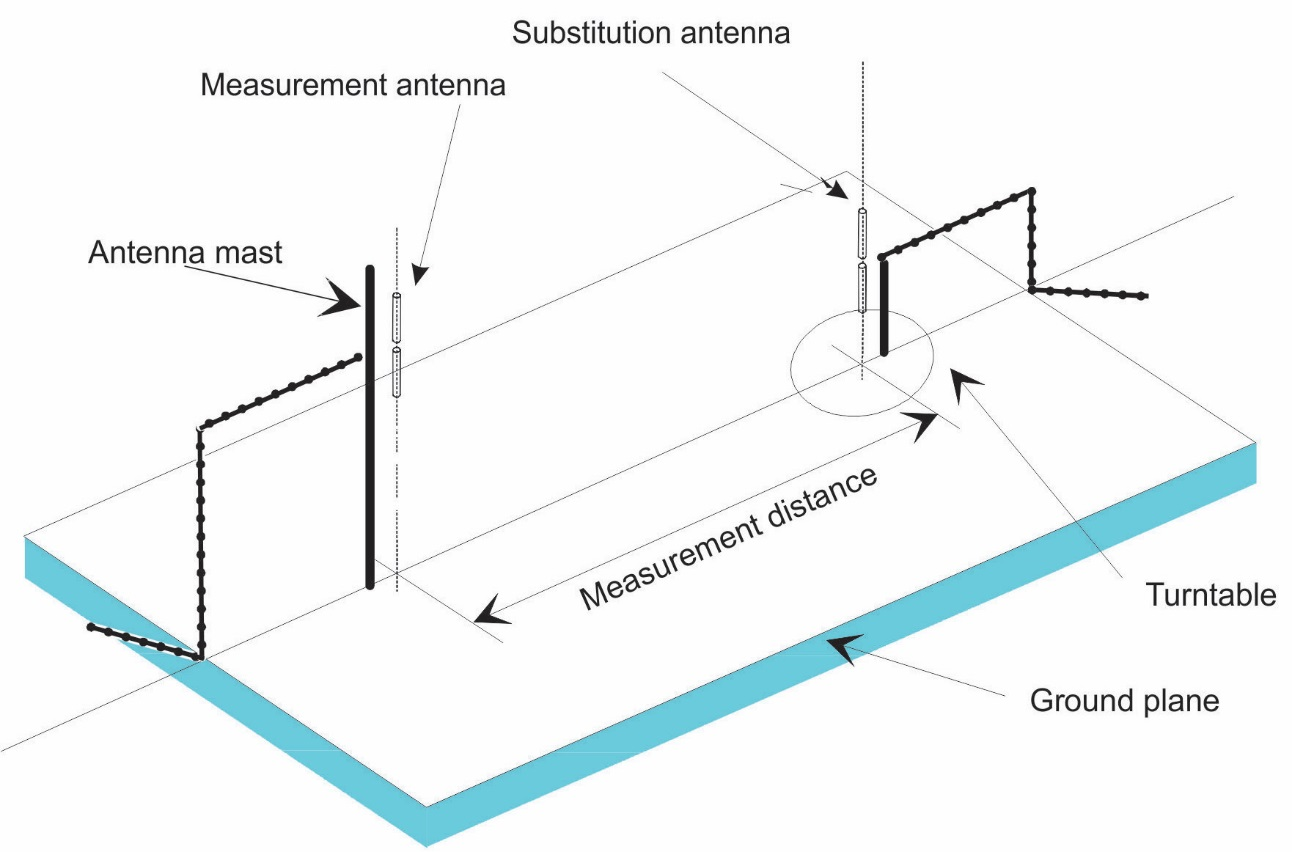 Substitution antenna
Measurement antenna
Antenna mast
Measurement distance
Turntable
Ground plane